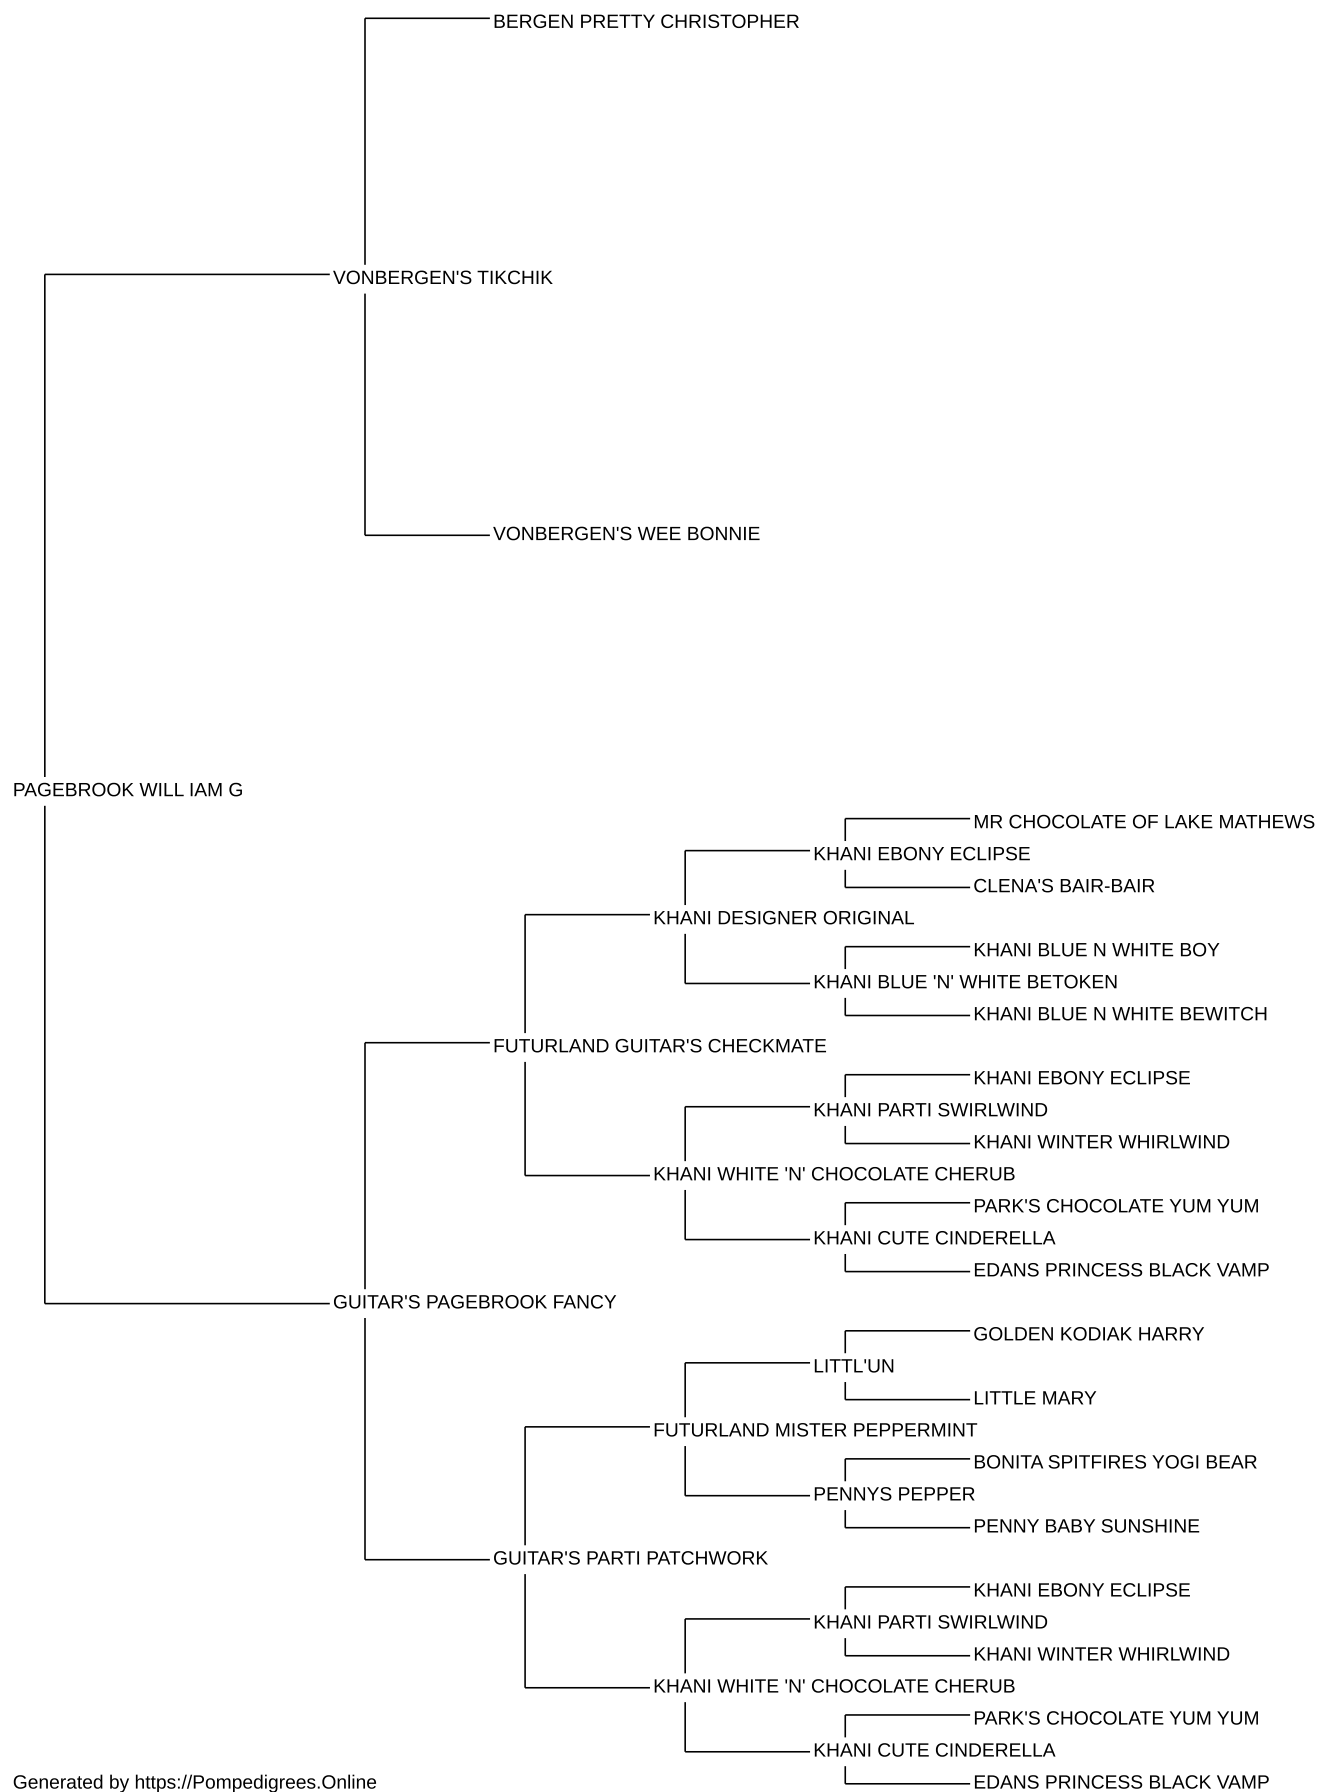 BERGEN PRETTY CHRISTOPHER
VONBERGEN'S TIKCHIK
VONBERGEN'S WEE BONNIE
PAGEBROOK WILL IAM G
MR CHOCOLATE OF LAKE MATHEWS
KHANI EBONY ECLIPSE
CLENA'S BAIR-BAIR
KHANI DESIGNER ORIGINAL
KHANI BLUE N WHITE BOY
KHANI BLUE 'N' WHITE BETOKEN
KHANI BLUE N WHITE BEWITCH
FUTURLAND GUITAR'S CHECKMATE
KHANI EBONY ECLIPSE
KHANI PARTI SWIRLWIND
KHANI WINTER WHIRLWIND
KHANI WHITE 'N' CHOCOLATE CHERUB
PARK'S CHOCOLATE YUM YUM
KHANI CUTE CINDERELLA
EDANS PRINCESS BLACK VAMP
GUITAR'S PAGEBROOK FANCY
GOLDEN KODIAK HARRY
LITTL'UN
LITTLE MARY
FUTURLAND MISTER PEPPERMINT
BONITA SPITFIRES YOGI BEAR
PENNYS PEPPER
PENNY BABY SUNSHINE
GUITAR'S PARTI PATCHWORK
KHANI EBONY ECLIPSE
KHANI PARTI SWIRLWIND
KHANI WINTER WHIRLWIND
KHANI WHITE 'N' CHOCOLATE CHERUB
PARK'S CHOCOLATE YUM YUM
KHANI CUTE CINDERELLA
EDANS PRINCESS BLACK VAMP
Generated by https://Pompedigrees.Online